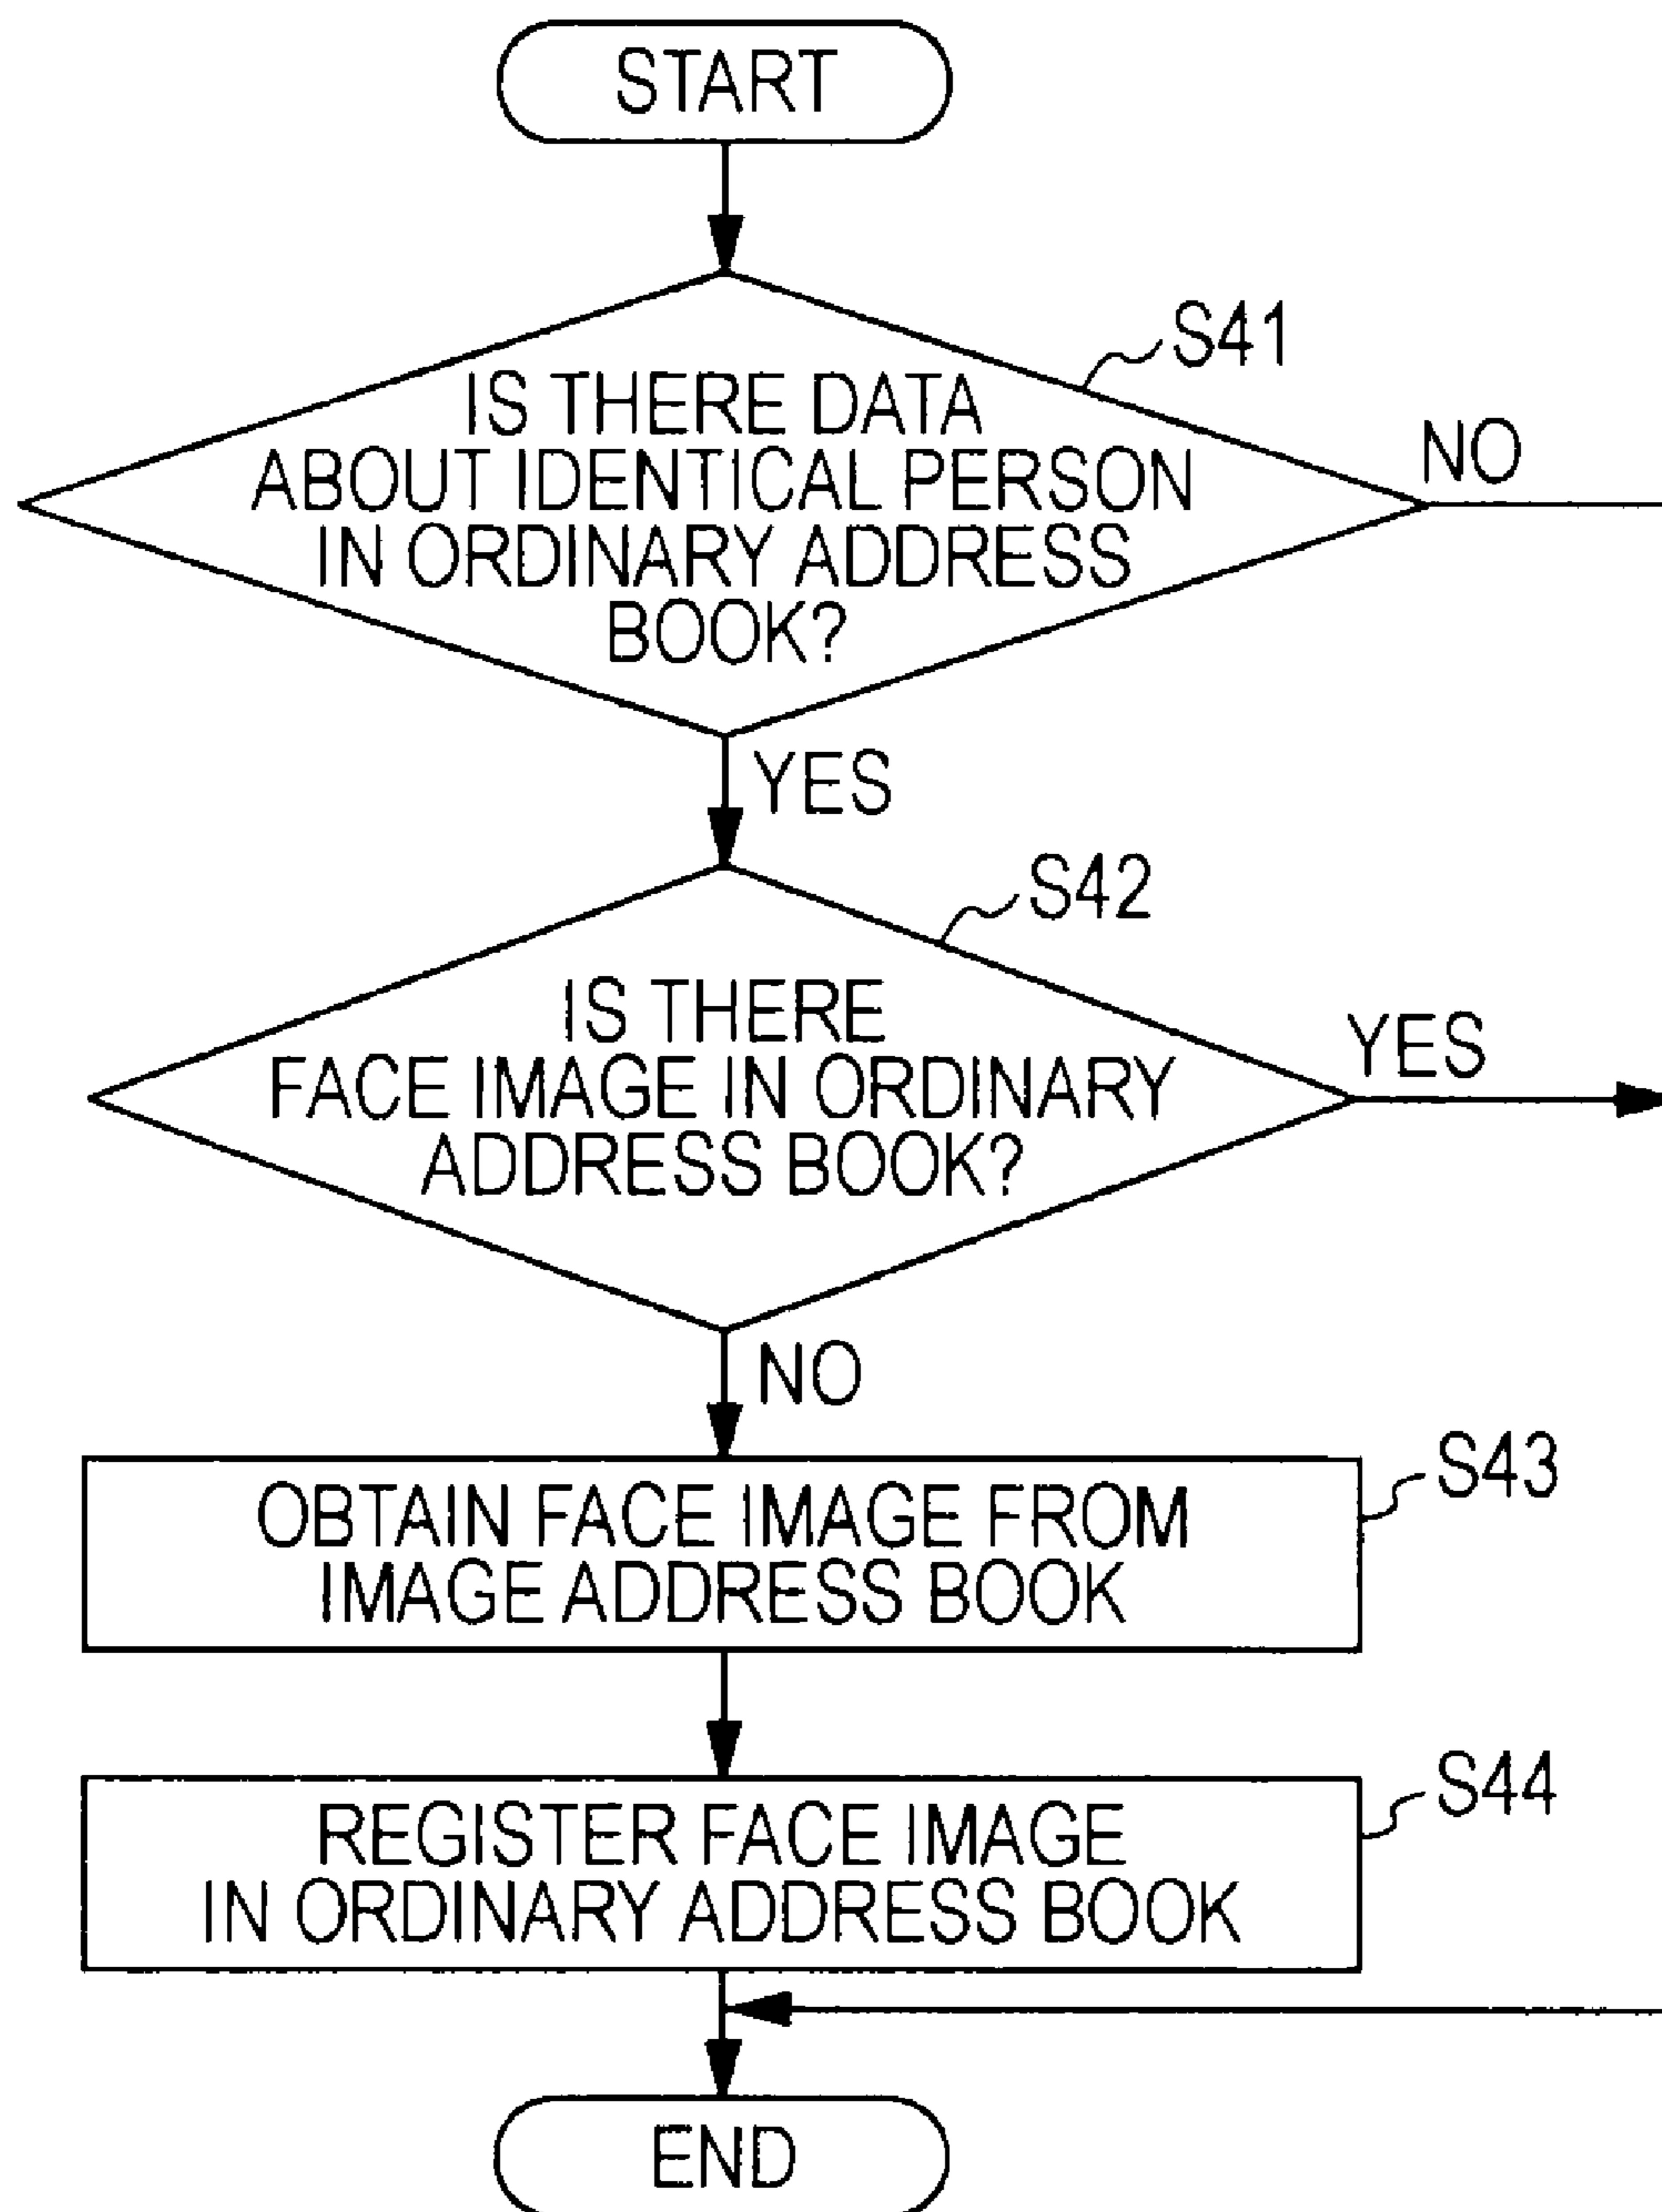 START
S41
IS THERE DATA
ABOUT IDENTICAL PERSON
IN ORDINARY ADDRESS
BOOK?
NO
YES
S42
IS THERE
FACE IMAGE IN ORDINARY
ADDRESS BOOK?
YES
NO
S43
OBTAIN FACE IMAGE FROM
IMAGE ADDRESS BOOK
S44
REGISTER FACE IMAGE
IN ORDINARY ADDRESS BOOK
END